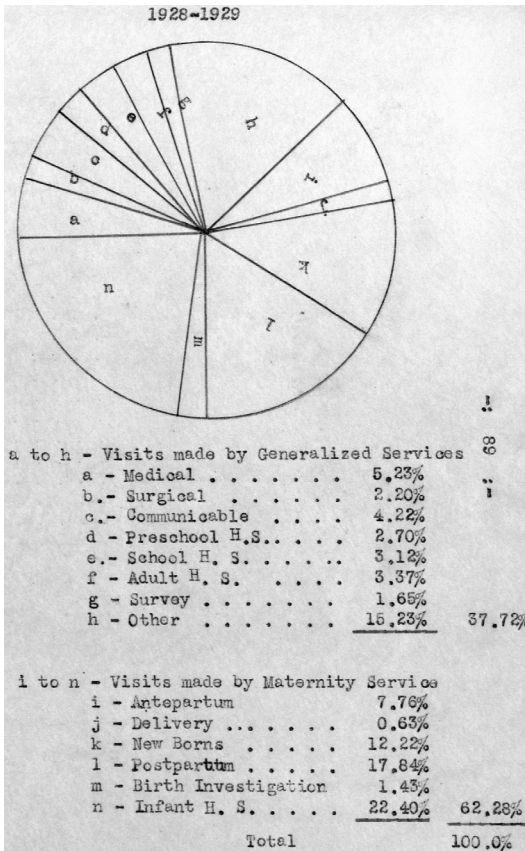 1928-1929
a
b
c
d
e
f
g
h
i
j.
k
l
m
n
-" 89 "-
a to h - Visits made by Generalized Services
a - Medical . . . . . . . 5.23%
b.- Surgical . . . . . . 2.20%
c.- Communicable . . . . 4.22%
d - Preschool H.S. . . . . 2.70%
e.- School H. S. . . . . .. 3.12%
f - Adult H. S. . . . . 3.37%
g - Survey . . . . . . . 1.65%
h - Other . . . . . . . 15.23% 37.72%
i to n - Visits made by Maternity Service
i - Antepartum 7.76%
j - Delivery ... . . . . 0.63%
k - New Borns . . . . . 12.22%
l - Postpartum . . . . . 17.84%
m - Birth Investigation 1.43%
n - Infant H. S. . . . . 22.40% 62.28%
Total 100.0%